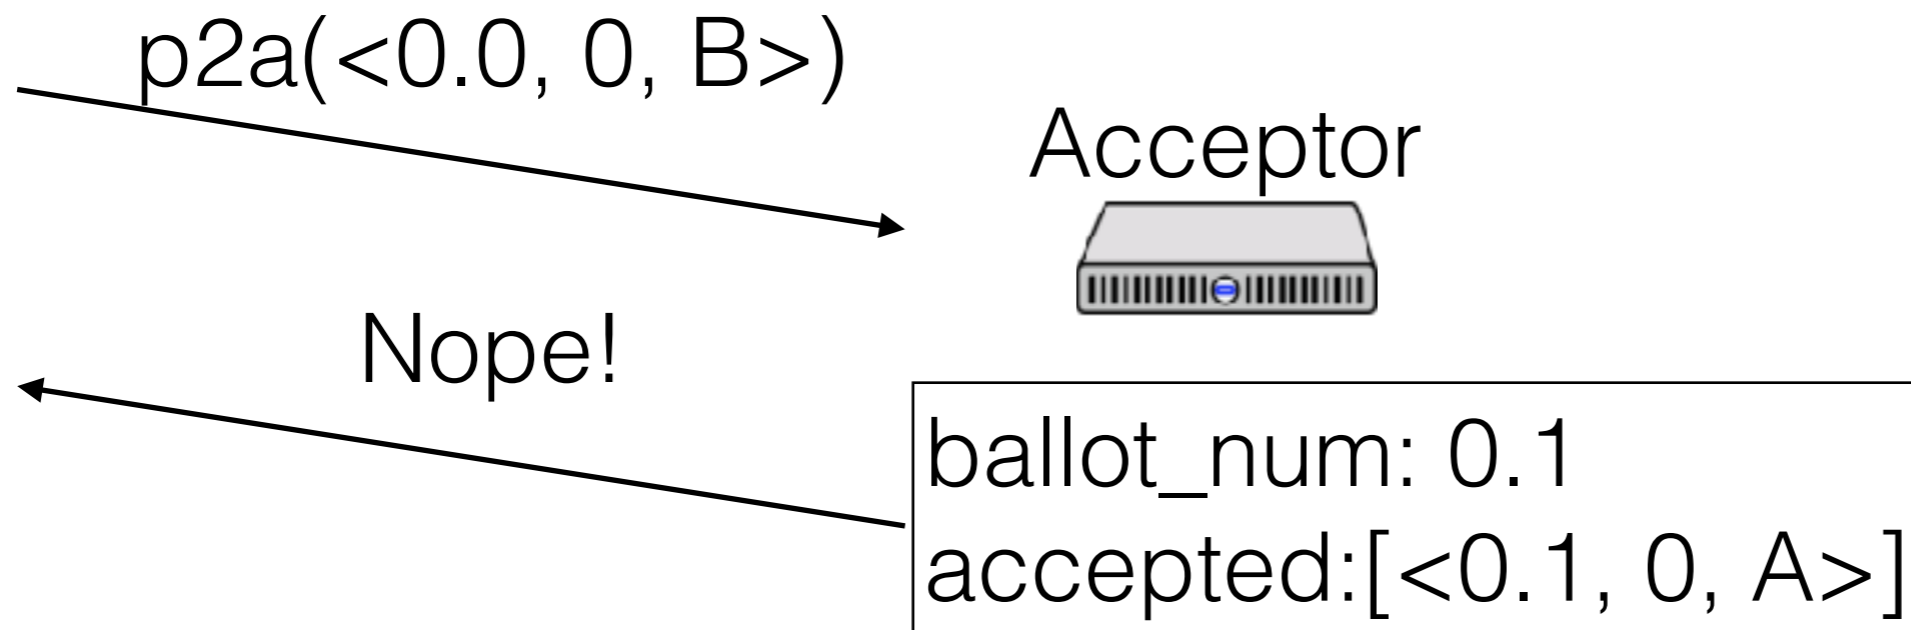 p2a(<0.0, 0, B>)
Acceptor
Nope!
ballot_num: 0.1
accepted:[<0.1, 0, A>]